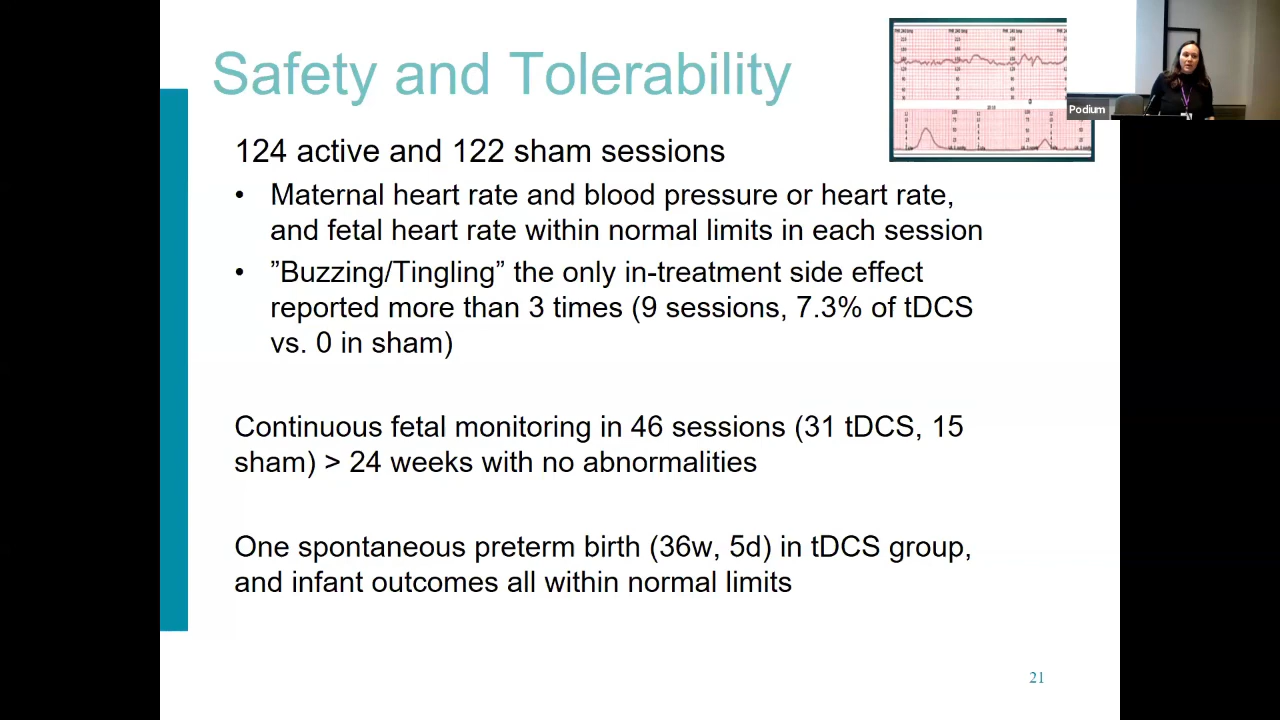 Safety and Tolerability
Podium
124 active and 122 sham sessions
• Maternal heart rate and blood pressure or heart rate,
and fetal heart rate within normal limits in each session
• ”Buzzing/Tingling” the only in-treatment side effect
reported more than 3 times (9 sessions, 7.3% of tDCS
vs. 0 in sham)
Continuous fetal monitoring in 46 sessions (31 tDCS, 15
sham) > 24 weeks with no abnormalities
One spontaneous preterm birth (36w, 5d) in tDCS group,
and infant outcomes all within normal limits
21